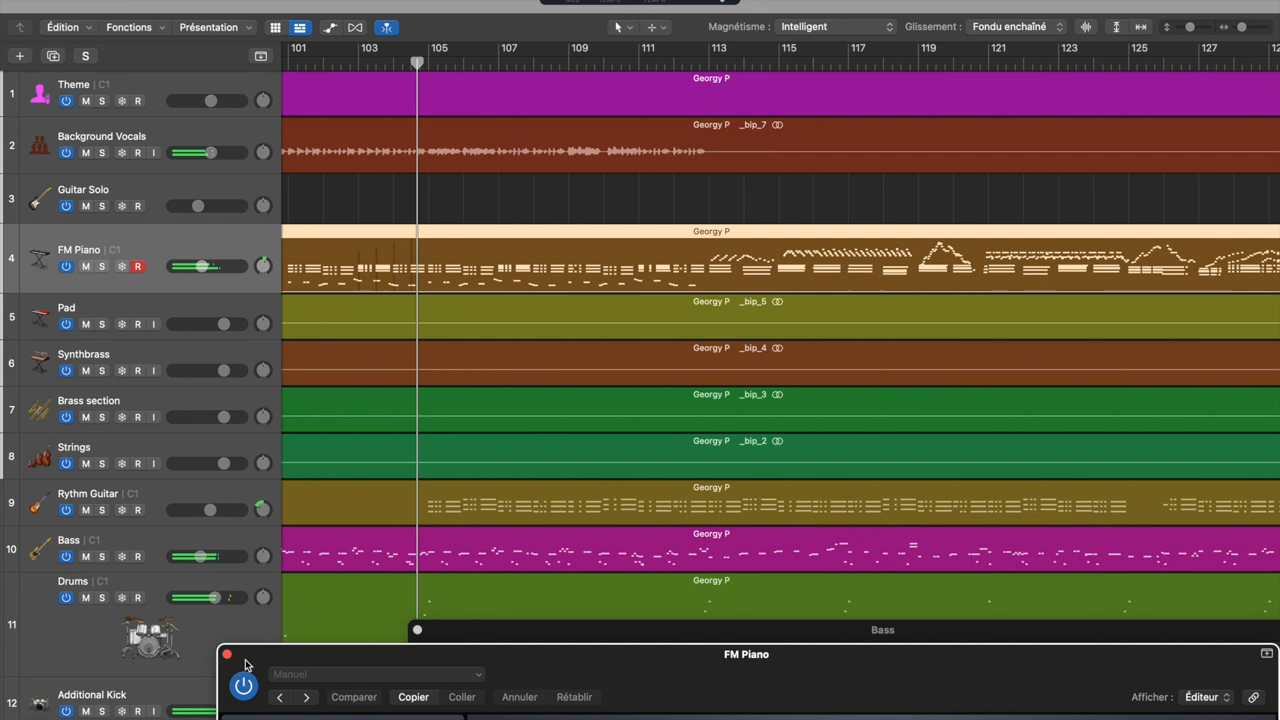 Édition Fonctions Présentation Magnétisme : Intelligent Glissement : Fondu enchaîné
S 101 103 105 107 109 111 113 115 117 119 121 123 125 127
1 Theme | C1 Georgy P
M S R
2 Background Vocals Georgy P _bip_7
M S R I
3 Guitar Solo
M S R
4 FM Piano | C1 Georgy P
M S R
5 Pad Georgy P _bip_5
M S R I
6 Synthbrass Georgy P _bip_4
M S R I
7 Brass section Georgy P _bip_3
M S R I
8 Strings Georgy P _bip_2
M S R I
9 Rythm Guitar | C1 Georgy P
M S R
10 Bass | C1 Georgy P
M S R
11 Drums | C1 Georgy P
M S R
Bass
FM Piano
Manuel
12 Additional Kick
M S R
Comparer Copier Coller Annuler Rétablir Afficher : Éditeur